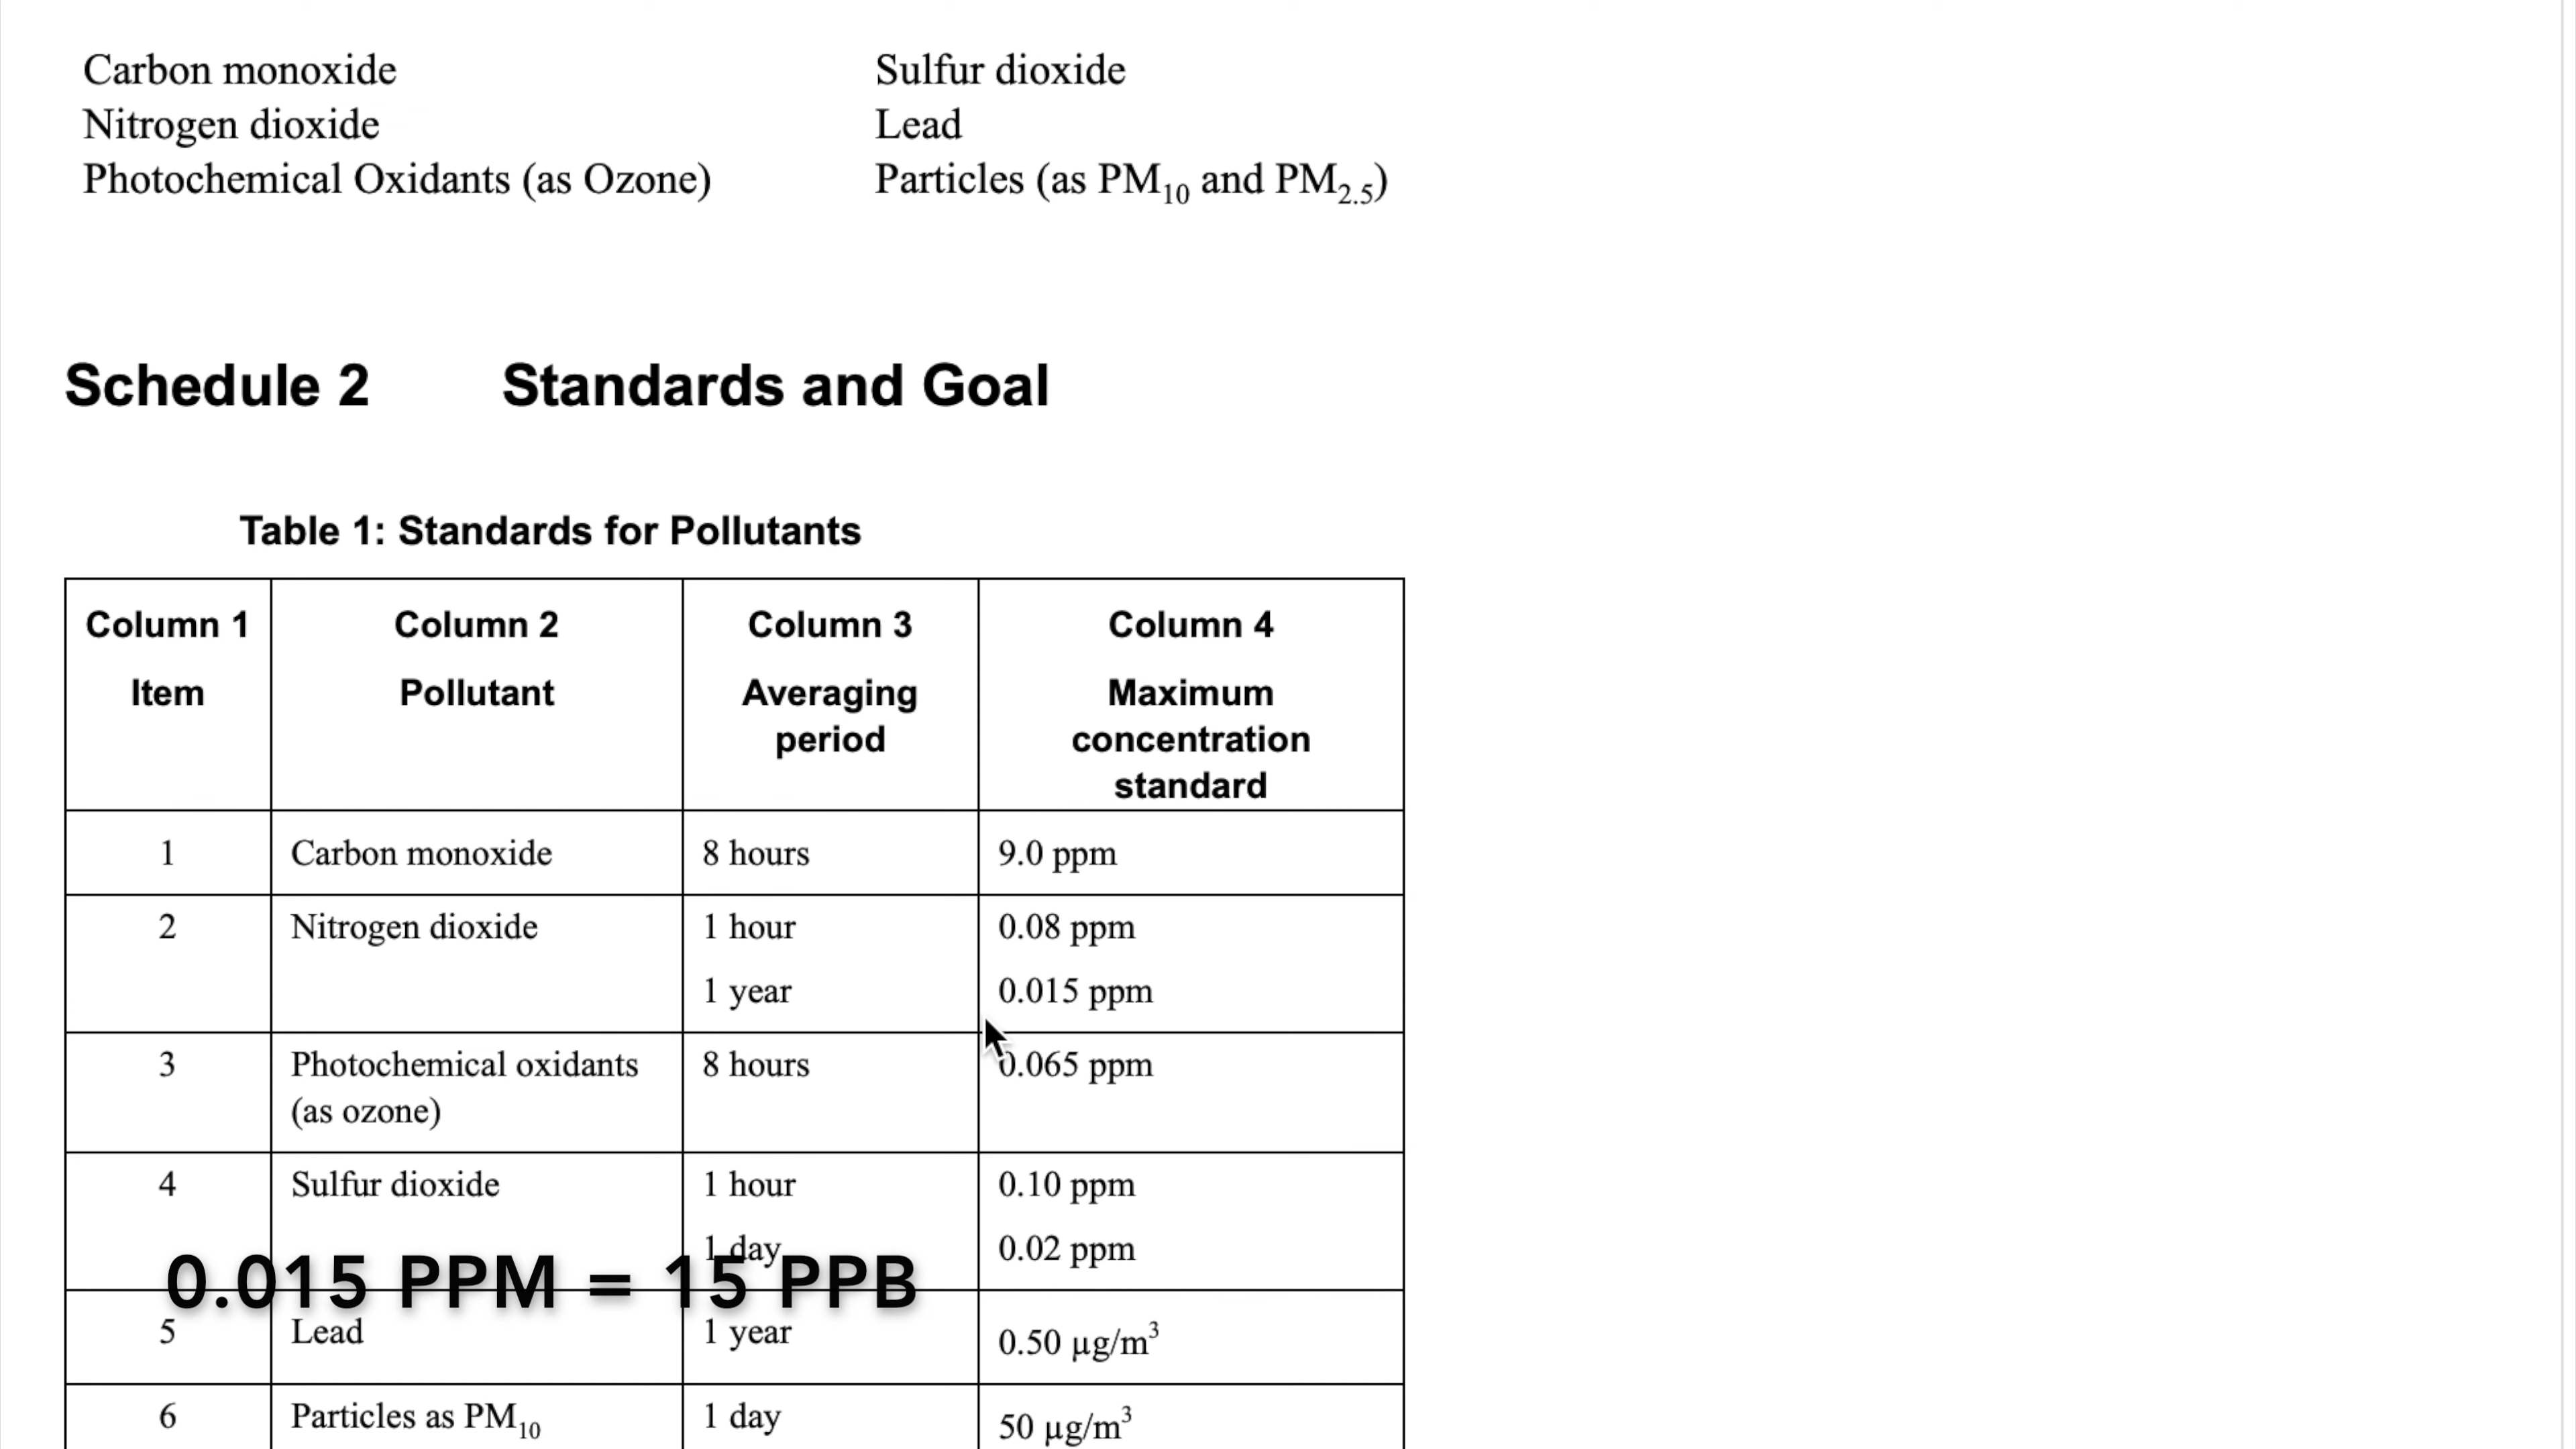 Carbon monoxide
Sulfur dioxide
Nitrogen dioxide
Lead
Photochemical Oxidants (as Ozone)
Particles (as PM10 and PM2.5)
Schedule 2 Standards and Goal
Table 1: Standards for Pollutants
Column 1 Column 2 Column 3 Column 4
Item Pollutant Averaging period Maximum concentration standard
1 Carbon monoxide 8 hours 9.0 ppm
2 Nitrogen dioxide 1 hour 0.08 ppm
1 year 0.015 ppm
3 Photochemical oxidants (as ozone) 8 hours 0.065 ppm
4 Sulfur dioxide 1 hour 0.10 ppm
1 day 0.02 ppm
0.015 PPM = 15 PPB
5 Lead 1 year 0.50 µg/m³
6 Particles as PM10 1 day 50 µg/m³